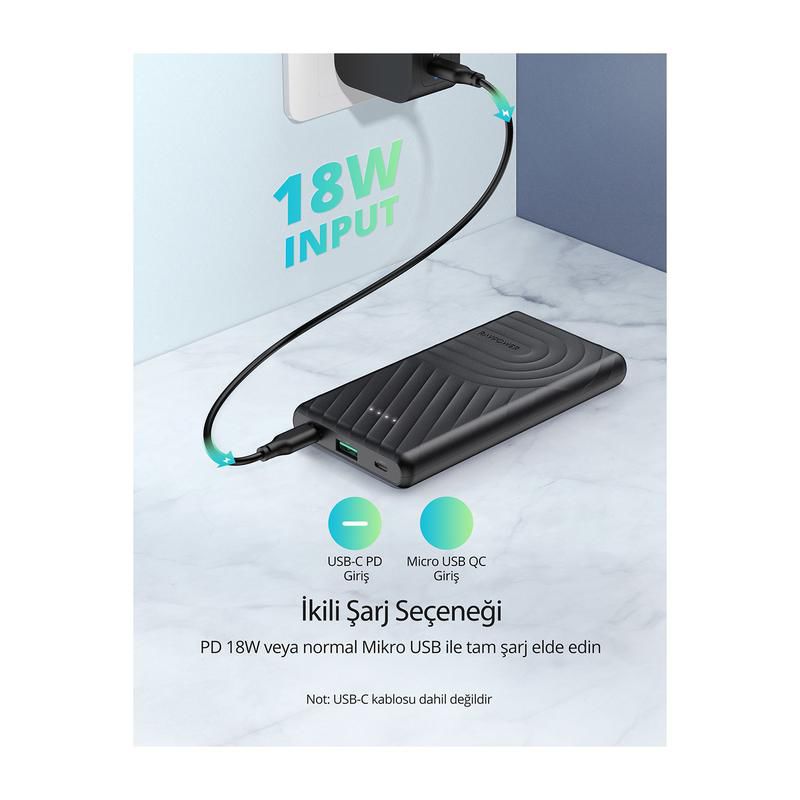 18W
INPUT
RAVPOWER
USB-C PD
Giriş
Micro USB QC
Giriş
İkili Şarj Seçeneği
PD 18W veya normal Mikro USB ile tam şarj elde edin
Not: USB-C kablosu dahil değildir